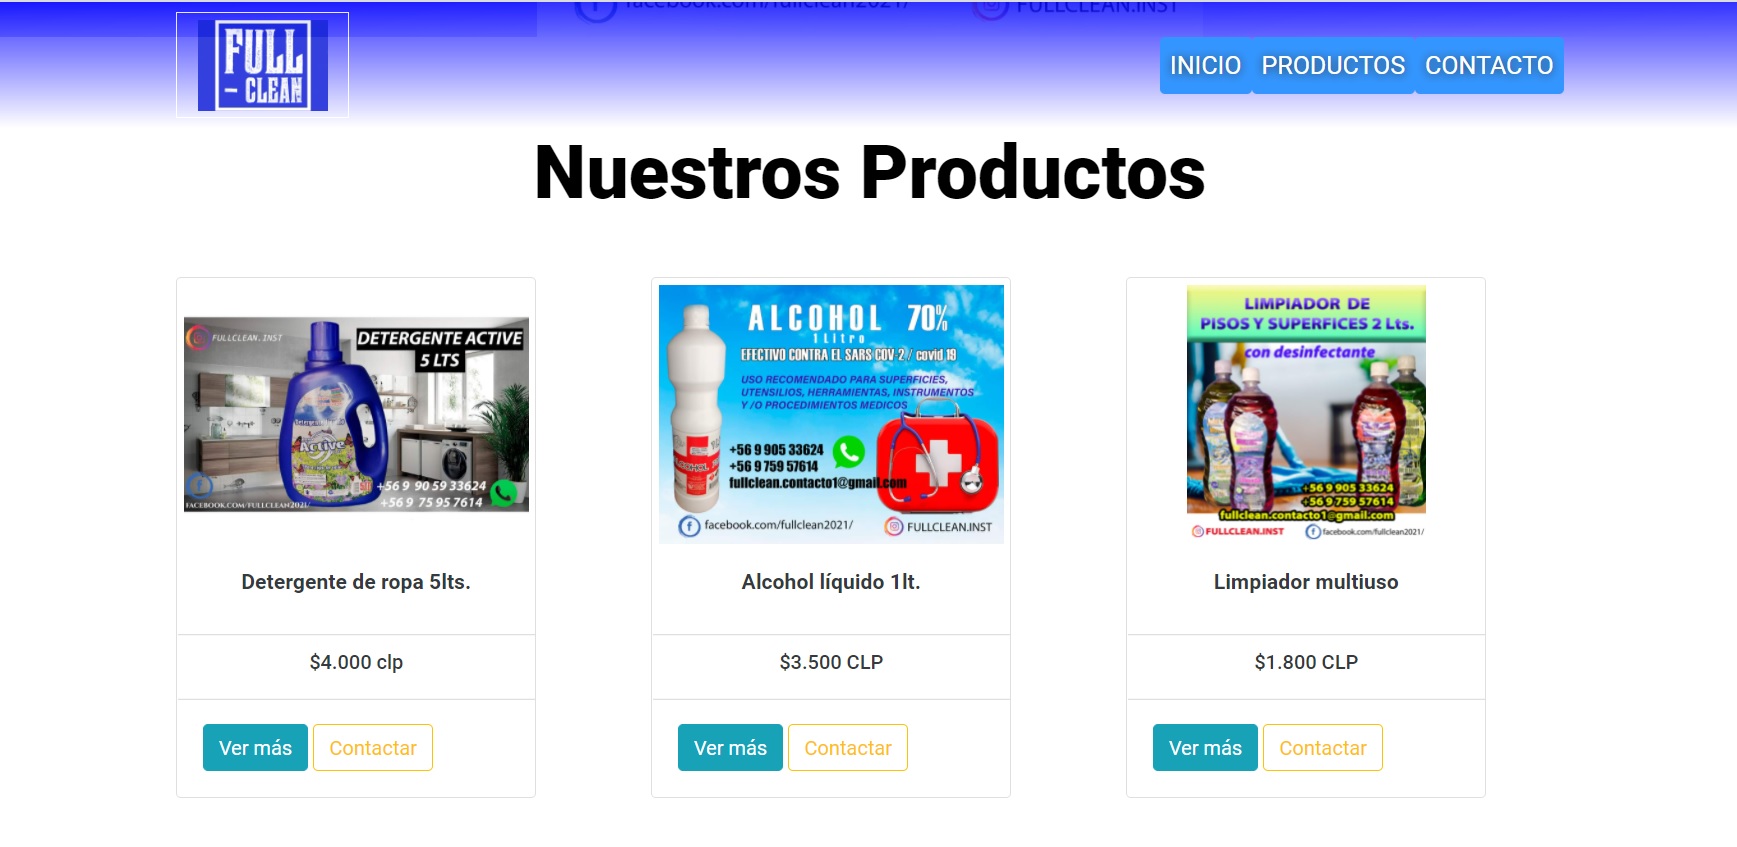 facebook.com/fullclean2021/ FULLCLEAN.INST
FULL
- CLEAN
INICIO PRODUCTOS CONTACTO
Nuestros Productos
FULLCLEAN.INST
DETERGENTE ACTIVE
5 LTS
Active
+56 9 90 59 33624
+56 9 75 95 7614
FACEBOOK.COM/FULLCLEAN2021/
Detergente de ropa 5lts.
$4.000 clp
Ver más Contactar
ALCOHOL 70%
1 Litro
EFECTIVO CONTRA EL SARS-COV-2 / covid 19
USO RECOMENDADO PARA SUPERFICIES,
UTENSILIOS, HERRAMIENTAS, INSTRUMENTOS
Y /O PROCEDIMIENTOS MEDICOS
+56 9 905 33624
+56 9 759 57614
fullclean.contacto1@gmail.com
facebook.com/fullclean2021/ FULLCLEAN.INST
Alcohol líquido 1lt.
$3.500 CLP
Ver más Contactar
LIMPIADOR DE
PISOS Y SUPERFICES 2 Lts.
con desinfectante
+56 9 905 33624
+56 9 759 57614
fullclean.contacto1@gmail.com
FULLCLEAN.INST facebook.com/fullclean2021/
Limpiador multiuso
$1.800 CLP
Ver más Contactar